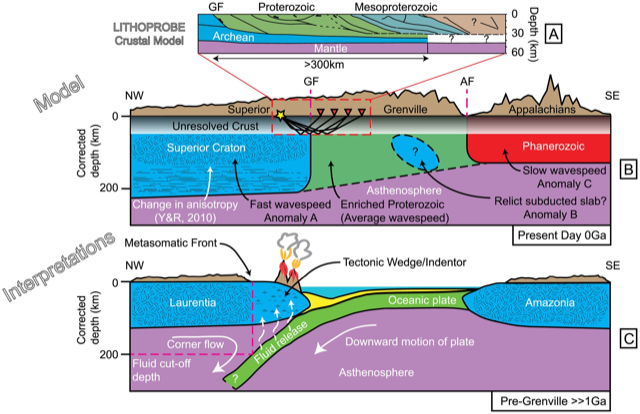 GF
Proterozoic
Mesoproterozoic
LITHOPROBE
Crustal Model
Archean
Mantle
?
?
?
0
30
60
Depth (km)
A
>300km
Model
NW
GF
AF
SE
Superior
Grenville
Appalachians
0
200
Corrected
depth (km)
Unresolved Crust
Superior Craton
?
Phanerozoic
Asthenosphere
Slow wavespeed
Anomaly C
Change in anisotropy
(Y&R, 2010)
Fast wavespeed
Anomaly A
Enriched Proterozoic
(Average wavespeed)
Relict subducted slab?
Anomaly B
B
Present Day 0Ga
Interpretations
Metasomatic Front
Tectonic Wedge/Indentor
NW
SE
0
200
Corrected
depth (km)
Laurentia
Oceanic plate
Amazonia
Corner flow
Fluid release
Downward motion of plate
Fluid cut-off
depth
?
Asthenosphere
C
Pre-Grenville >>1Ga